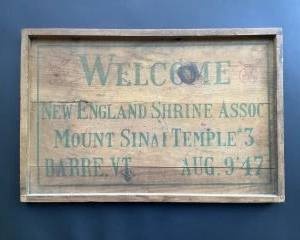 WELCOME
NEW ENGLAND SHRINE ASSOC
MOUNT SINAI TEMPLE #3
BARRE, VT. AUG. 9 '47